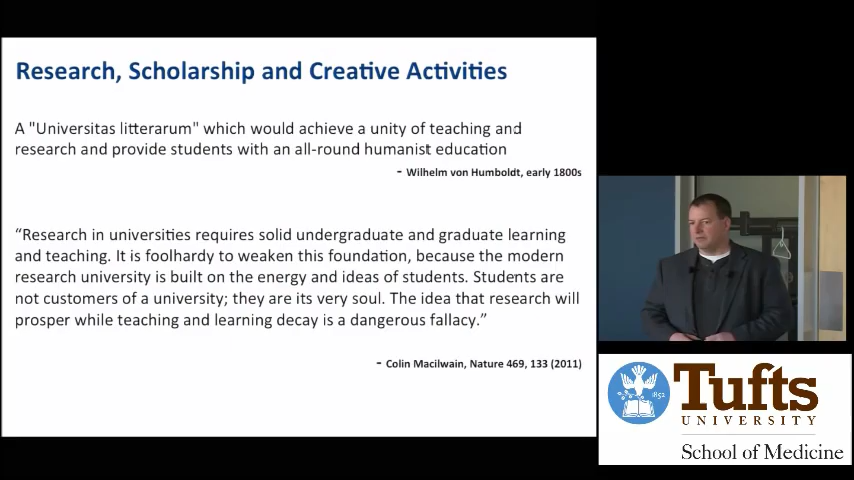 Research, Scholarship and Creative Activities
A "Universitas litterarum" which would achieve a unity of teaching and
research and provide students with an all-round humanist education
- Wilhelm von Humboldt, early 1800s
“Research in universities requires solid undergraduate and graduate learning
and teaching. It is foolhardy to weaken this foundation, because the modern
research university is built on the energy and ideas of students. Students are
not customers of a university; they are its very soul. The idea that research will
prosper while teaching and learning decay is a dangerous fallacy.”
- Colin Macilwain, Nature 469, 133 (2011)
1852
Tufts
UNIVERSITY
School of Medicine